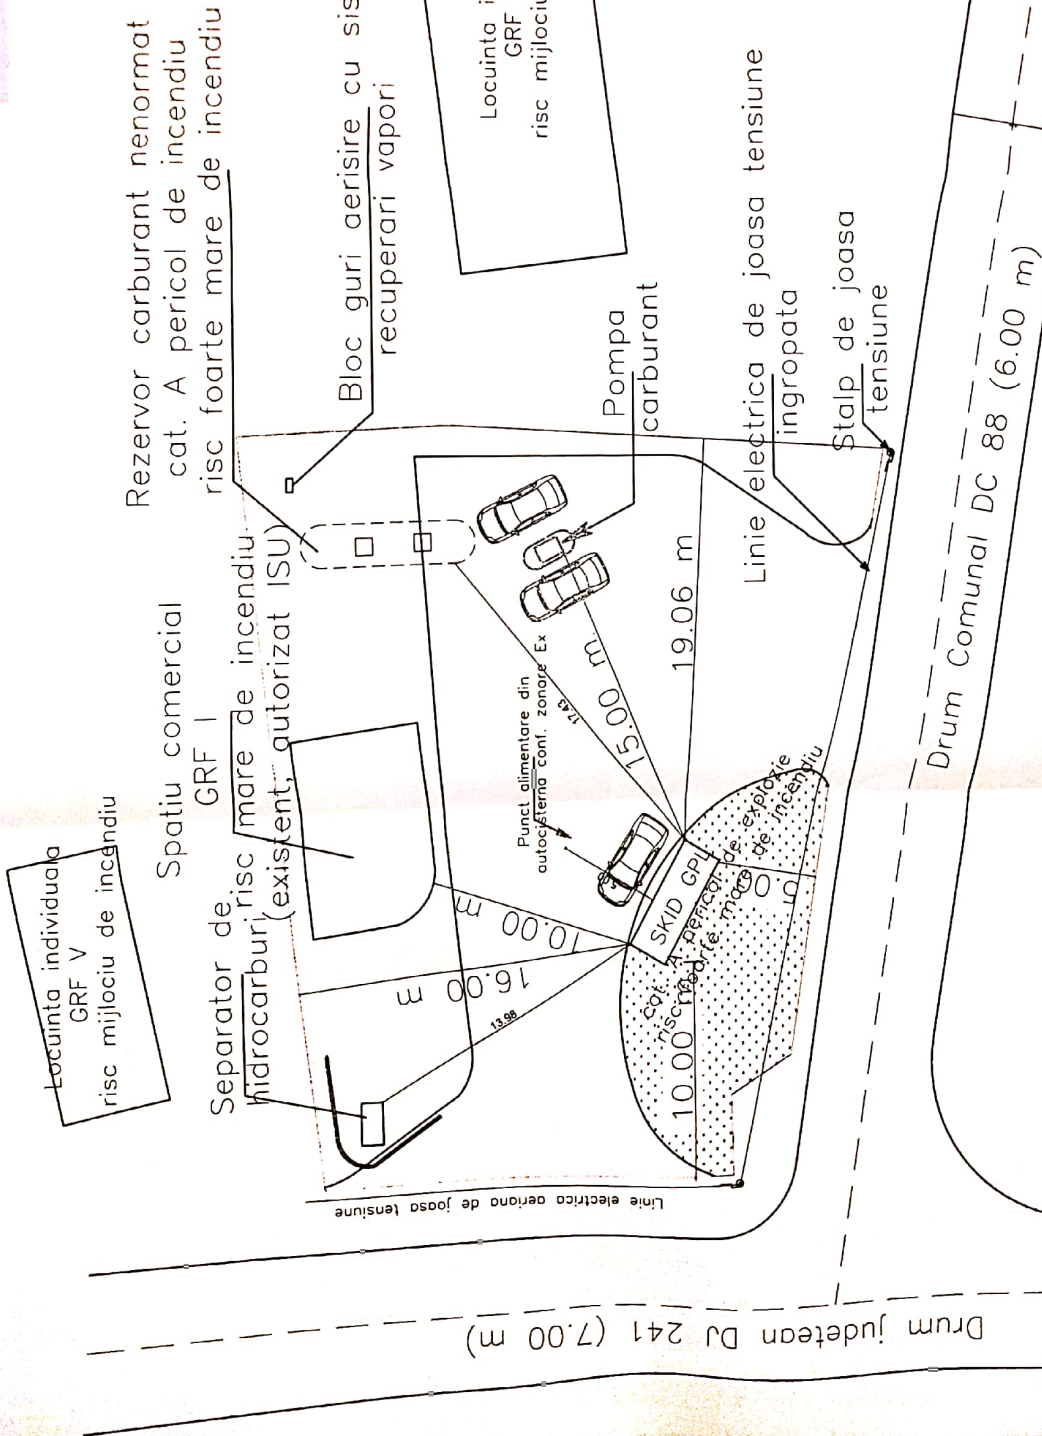 Rezervor carburant nenormat
cat. A pericol de incendiu
risc foarte mare de incendiu
Bloc guri aerisire cu sis
recuperari vapori
Locuinta i
GRF
risc mijlociu
Pompa
carburant
Linie electrica de joasa tensiune
ingropata
Stalp de joasa
tensiune
Drum Comunal DC 88 (6.00 m)
Spatiu comercial
GRF I
risc mare de incendiu
(existent, autorizat ISU)
Locuinta individuala
GRF V
risc mijlociu de incendiu
Separator de
hidrocarburi
Punct alimentare din
autocisterna conf. zonare Ex
17.43
15.00 m
19.06 m
10.00 m
16.00 m
13.98
SKID GPL
cat. A pericol de explozie
risc foarte mare de incendiu
10.00 m
Linie electrica aeriana de joasa tensiune
Drum judetean DJ 241 (7.00 m)